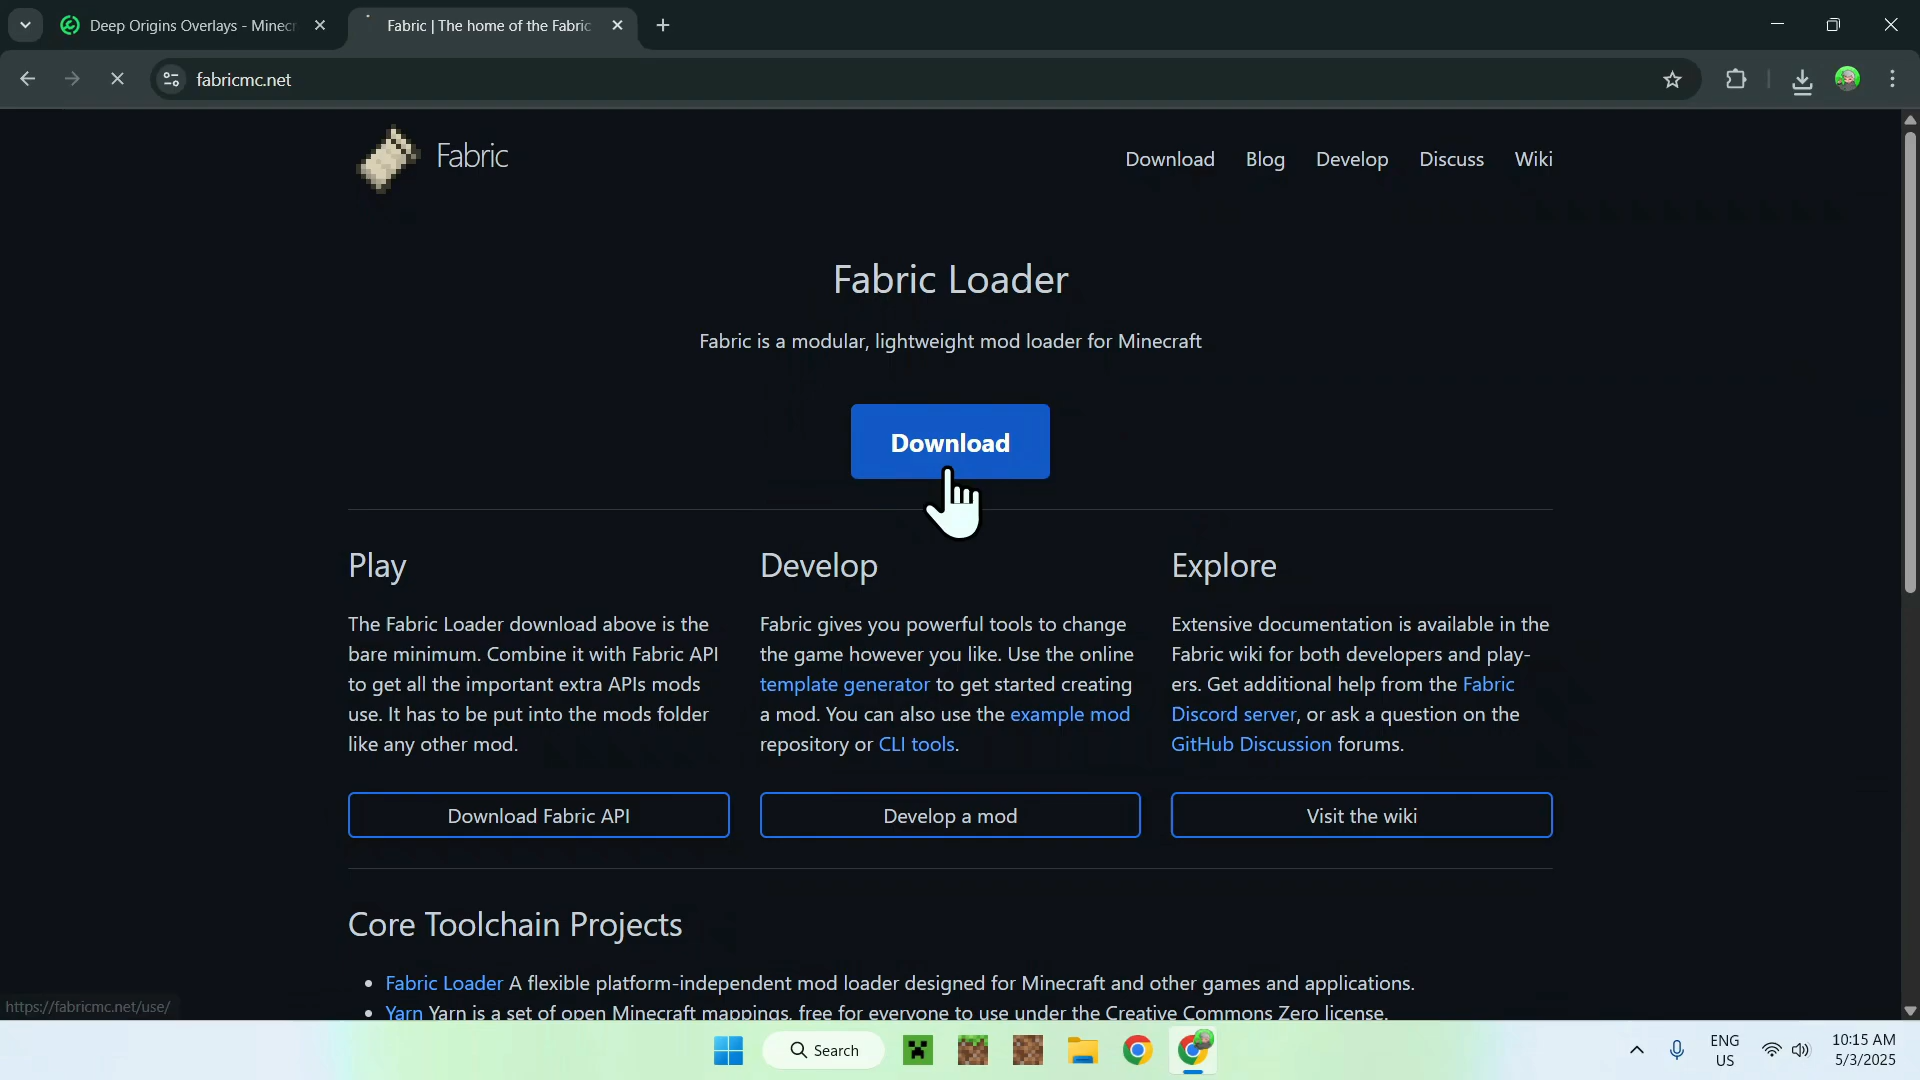 Deep Origins Overlays - Minec
Fabric | The home of the Fabric
fabricmc.net
Fabric
Download
Blog
Develop
Discuss
Wiki
Fabric Loader
Fabric is a modular, lightweight mod loader for Minecraft
Download
Play
The Fabric Loader download above is the
bare minimum. Combine it with Fabric API
to get all the important extra APIs mods
use. It has to be put into the mods folder
like any other mod.
Download Fabric API
Develop
Fabric gives you powerful tools to change
the game however you like. Use the online
template generator to get started creating
a mod. You can also use the example mod
repository or CLI tools.
Develop a mod
Explore
Extensive documentation is available in the
Fabric wiki for both developers and play-
ers. Get additional help from the Fabric
Discord server, or ask a question on the
GitHub Discussion forums.
Visit the wiki
Core Toolchain Projects
• Fabric Loader A flexible platform-independent mod loader designed for Minecraft and other games and applications.
• Yarn Yarn is a set of open Minecraft mappings, free for everyone to use under the Creative Commons Zero license.
https://fabricmc.net/use/
Search
ENG
US
10:15 AM
5/3/2025